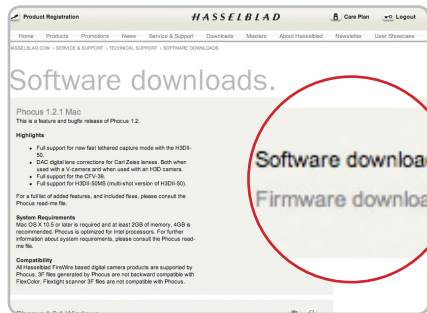 Product Registration
HASSELBLAD
Care Plan
Logout
Home Products Promotions News Service & Support Downloads Masters About Hasselblad Newsletter User Showcase
HASSELBLAD.COM › SERVICE & SUPPORT › TECHNICAL SUPPORT › SOFTWARE DOWNLOADS
Software downloads.
Phocus 1.2.1 Mac
This is a feature and bugfix release of Phocus 1.2.
Highlights
• Full support for new fast tethered capture mode with the H3DII-
50.
• DAC digital lens corrections for Carl Zeiss lenses. Both when
used with a V-camera and when used with an H3D camera.
• Full support for the CFV-39.
• Full support for H3DII-50MS (multi-shot version of H3DII-50).
For a full list of added features, and included fixes, please consult the
Phocus read-me file.
System Requirements
Mac OS X 10.5 or later is required and at least 2GB of memory, 4GB is
recommended. Phocus is optimized for Intel processors. For further
information about system requirements, please consult the Phocus read-
me file.
Compatibility
All Hasselblad FireWire based digital camera products are supported by
Phocus. 3F files generated by Phocus are not backward compatible with
FlexColor. Flextight scanner 3F files are not compatible with Phocus.
Software downloa
Firmware downloa